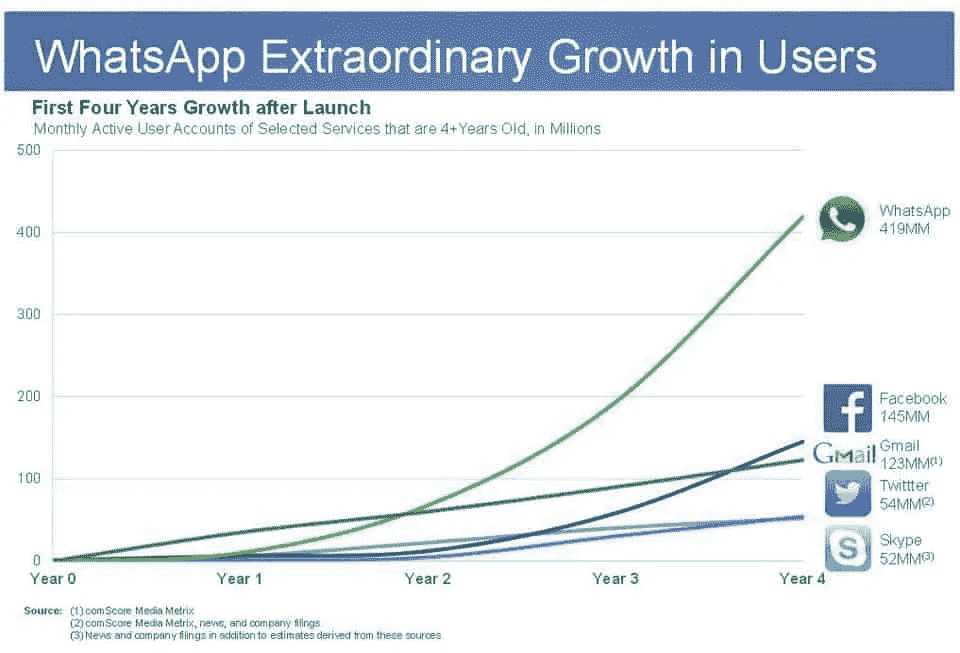 WhatsApp Extraordinary Growth in Users
First Four Years Growth after Launch
Monthly Active User Accounts of Selected Services that are 4+Years Old, in Millions
500
400
300
200
100
0
WhatsApp
419MM
Facebook
145MM
Gmail
Gmail
123MM(1)
Twittter
54MM(2)
Skype
52MM(3)
Year 0
Year 1
Year 2
Year 3
Year 4
Source: (1) comScore Media Metrix
(2) comScore Media Metrix, news, and company filings
(3) News and company filings in addition to estimates derived from these sources